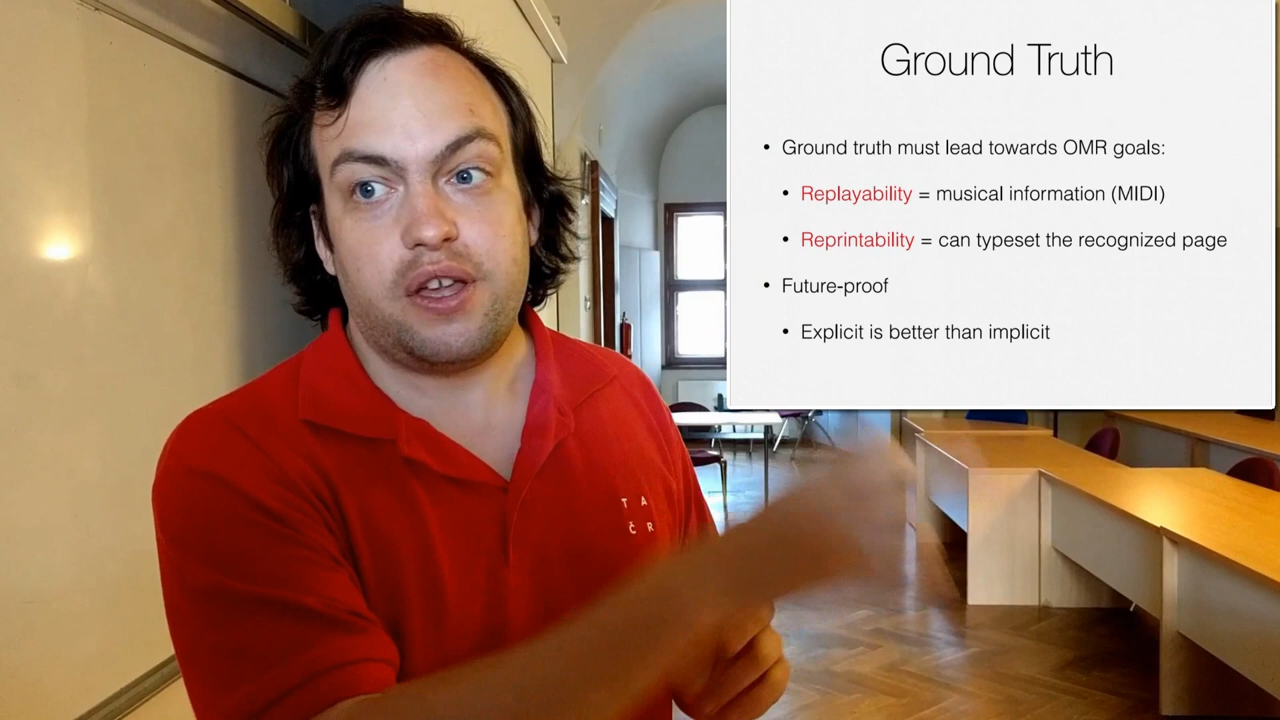 Ground Truth
• Ground truth must lead towards OMR goals:
• Replayability = musical information (MIDI)
• Reprintability = can typeset the recognized page
• Future-proof
• Explicit is better than implicit
T A
Č R